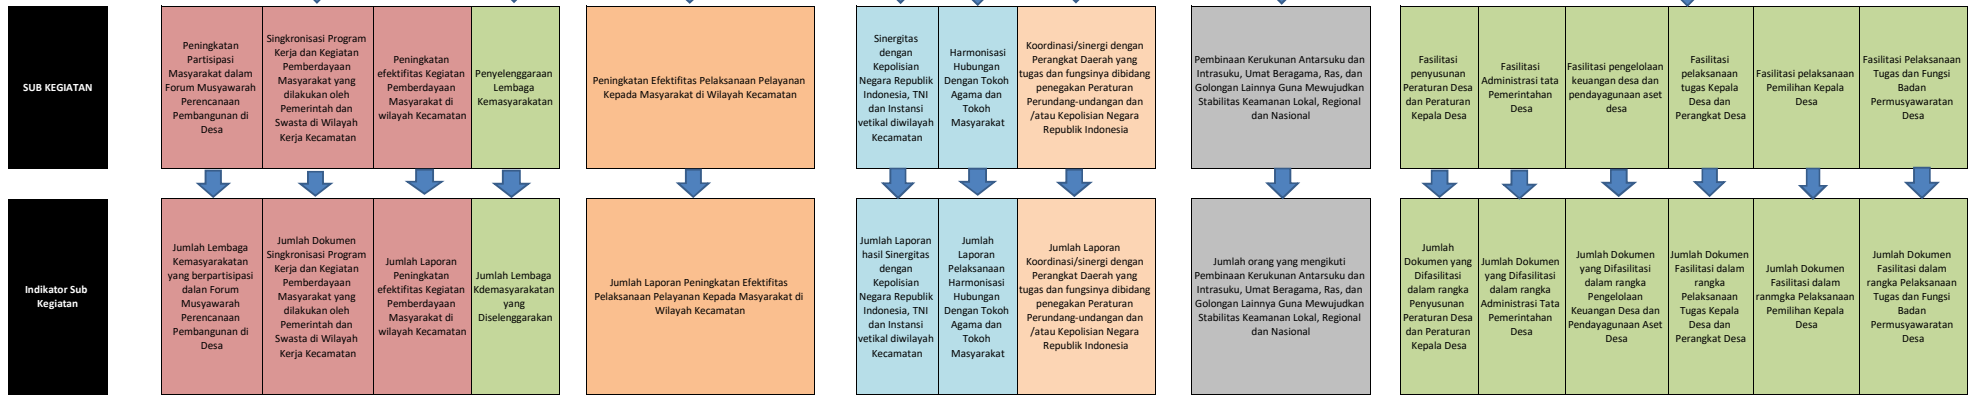 SUB KEGIATAN
Peningkatan
Partisipasi
Masyarakat dalam
Forum Musyawarah
Perencanaan
Pembangunan di
Desa
Singkronisasi Program
Kerja dan Kegiatan
Pemberdayaan
Masyarakat yang
dilakukan oleh
Pemerintah dan
Swasta di Wilayah
Kerja Kecamatan
Peningkatan
efektifitas Kegiatan
Pemberdayaan
Masyarakat di
wilayah Kecamatan
Penyelenggaraan
Lembaga
Kemasyarakatan
Peningkatan Efektifitas Pelaksanaan Pelayanan
Kepada Masyarakat di Wilayah Kecamatan
Sinergitas
dengan
Kepolisian
Negara Republik
Indonesia, TNI
dan Instansi
vetikal diwilayah
Kecamatan
Harmonisasi
Hubungan
Dengan Tokoh
Agama dan
Tokoh
Masyarakat
Koordinasi/sinergi dengan
Perangkat Daerah yang
tugas dan fungsinya dibidang
penegakan Peraturan
Perundang-undangan dan
/atau Kepolisian Negara
Republik Indonesia
Pembinaan Kerukunan Antarsuku dan
Intrasuku, Umat Beragama, Ras, dan
Golongan Lainnya Guna Mewujudkan
Stabilitas Keamanan Lokal, Regional
dan Nasional
Fasilitasi
penyusunan
Peraturan Desa
dan Peraturan
Kepala Desa
Fasilitasi
Administrasi tata
Pemerintahan
Desa
Fasilitasi pengelolaan
keuangan desa dan
pendayagunaan aset
desa
Fasilitasi
pelaksanaan
tugas Kepala
Desa dan
Perangkat Desa
Fasilitasi pelaksanaan
Pemilihan Kepala
Desa
Fasilitasi Pelaksanaan
Tugas dan Fungsi
Badan
Permusyawaratan
Desa
Indikator Sub
Kegiatan
Jumlah Lembaga
Kemasyarakatan
yang berpartisipasi
dalan Forum
Musyawarah
Perencanaan
Pembangunan di
Desa
Jumlah Dokumen
Singkronisasi Program
Kerja dan Kegiatan
Pemberdayaan
Masyarakat yang
dilakukan oleh
Pemerintah dan
Swasta di Wilayah
Kerja Kecamatan
Jumlah Laporan
Peningkatan
efektifitas Kegiatan
Pemberdayaan
Masyarakat di
wilayah Kecamatan
Jumlah Lembaga
Kdemasyarakatan
yang
Diselenggarakan
Jumlah Laporan Peningkatan Efektifitas
Pelaksanaan Pelayanan Kepada Masyarakat di
Wilayah Kecamatan
Jumlah Laporan
hasil Sinergitas
dengan
Kepolisian
Negara Republik
Indonesia, TNI
dan Instansi
vetikal diwilayah
Kecamatan
Jumlah
Laporan
Pelaksanaan
Harmonisasi
Hubungan
Dengan Tokoh
Agama dan
Tokoh
Masyarakat
Jumlah Laporan
Koordinasi/sinergi dengan
Perangkat Daerah yang
tugas dan fungsinya dibidang
penegakan Peraturan
Perundang-undangan dan
/atau Kepolisian Negara
Republik Indonesia
Jumlah orang yang mengikuti
Pembinaan Kerukunan Antarsuku dan
Intrasuku, Umat Beragama, Ras, dan
Golongan Lainnya Guna Mewujudkan
Stabilitas Keamanan Lokal, Regional
dan Nasional
Jumlah
Dokumen yang
Difasilitasi
dalam rangka
Penyusunan
Peraturan Desa
dan Peraturan
Kepala Desa
Jumlah Dokumen
yang Difasilitasi
dalam rangka
Administrasi Tata
Pemerintahan
Desa
Jumlah Dokumen
yang Difasilitasi
dalam rangka
Pengelolaan
Keuangan Desa dan
Pendayagunaan Aset
Desa
Jumlah Dokumen
Fasilitasi dalam
rangka
Pelaksanaan
Tugas Kepala
Desa dan
Perangkat Desa
Jumlah Dokumen
Fasilitasi dalam
ranmgka Pelaksanaan
Pemilihan Kepala
Desa
Jumlah Dokumen
Fasilitasi dalam
rangka Pelaksanaan
Tugas dan Fungsi
Badan
Permusyawaratan
Desa